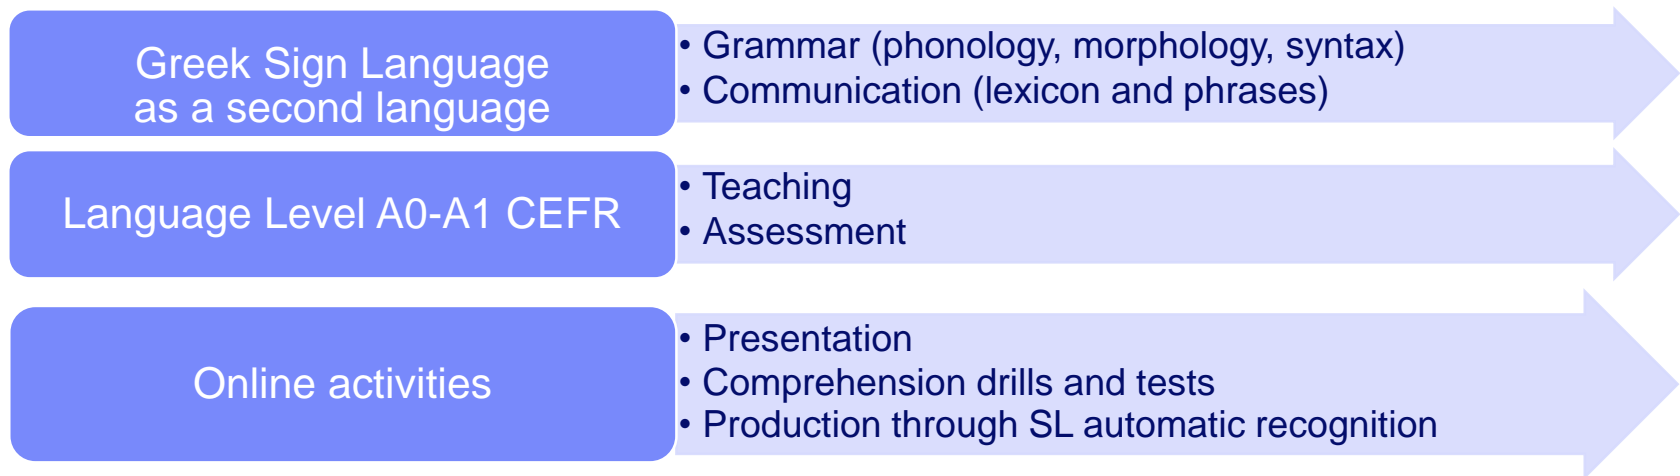 Greek Sign Language
as a second language
• Grammar (phonology, morphology, syntax)
• Communication (lexicon and phrases)
Language Level A0-A1 CEFR
• Teaching
• Assessment
Online activities
• Presentation
• Comprehension drills and tests
• Production through SL automatic recognition